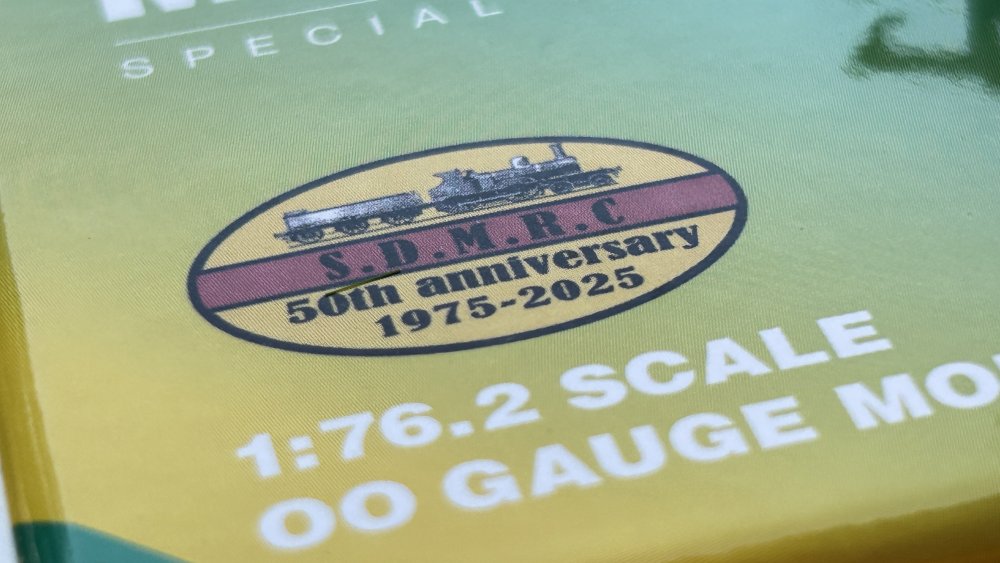 SPECIAL
S.D.M.R.C
50th anniversary
1975-2025
1:76.2 SCALE
OO GAUGE